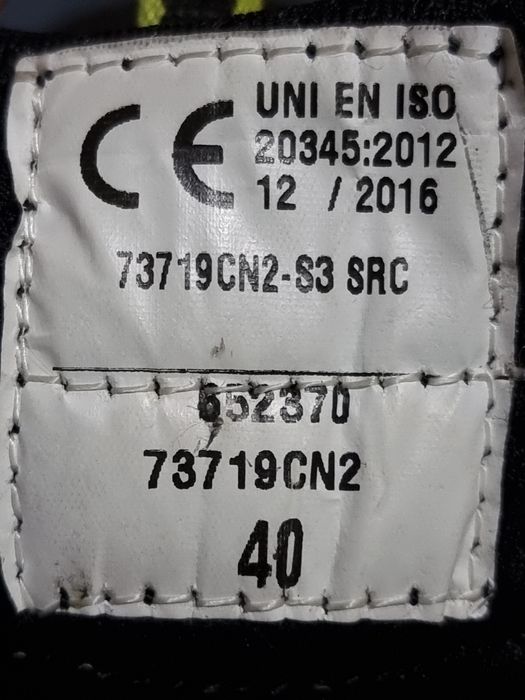 CE
UNI EN ISO
20345:2012
12 / 2016
73719CN2-S3 SRC
652370
73719CN2
40